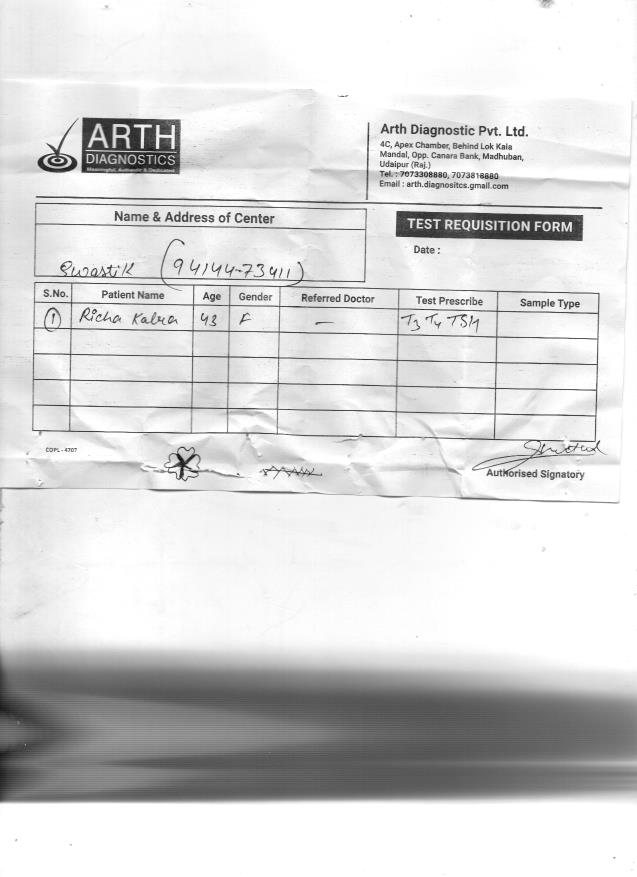 ARTH
DIAGNOSTICS
Meaningful, Authentic & Dedicated
Arth Diagnostic Pvt. Ltd.
4C, Apex Chamber, Behind Lok Kala
Mandal, Opp. Canara Bank, Madhuban,
Udaipur (Raj.)
Tel. : 7073308880, 7073818880
Email : arth.diagnositcs.gmail.com
Name & Address of Center
TEST REQUISITION FORM
Date :
Swastik (94144-73411)
S.No. Patient Name Age Gender Referred Doctor Test Prescribe Sample Type
1 Richa Kabra 43 F — T3 T4 TSH
COPL - 4707
Authorised Signatory